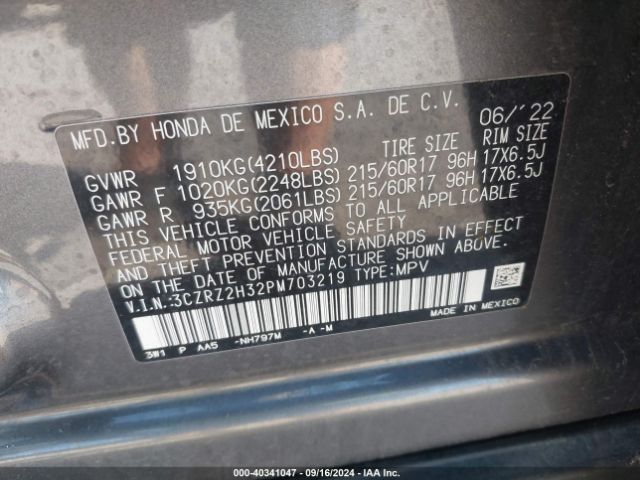 MFD.BY HONDA DE MEXICO S.A. DE C.V. 06/'22
TIRE SIZE RIM SIZE
GVWR 1910KG(4210LBS)
GAWR F 1020KG(2248LBS) 215/60R17 96H 17X6.5J
GAWR R 935KG(2061LBS) 215/60R17 96H 17X6.5J
THIS VEHICLE CONFORMS TO ALL APPLICABLE
FEDERAL MOTOR VEHICLE SAFETY
AND THEFT PREVENTION STANDARDS IN EFFECT
ON THE DATE OF MANUFACTURE SHOWN ABOVE.
V.I.N.:3CZRZ2H32PM703219 TYPE:MPV
MADE IN MEXICO
3W1 P AA5 -NH797M -A-M
000-40341047 - 09/16/2024 - IAAI.COM